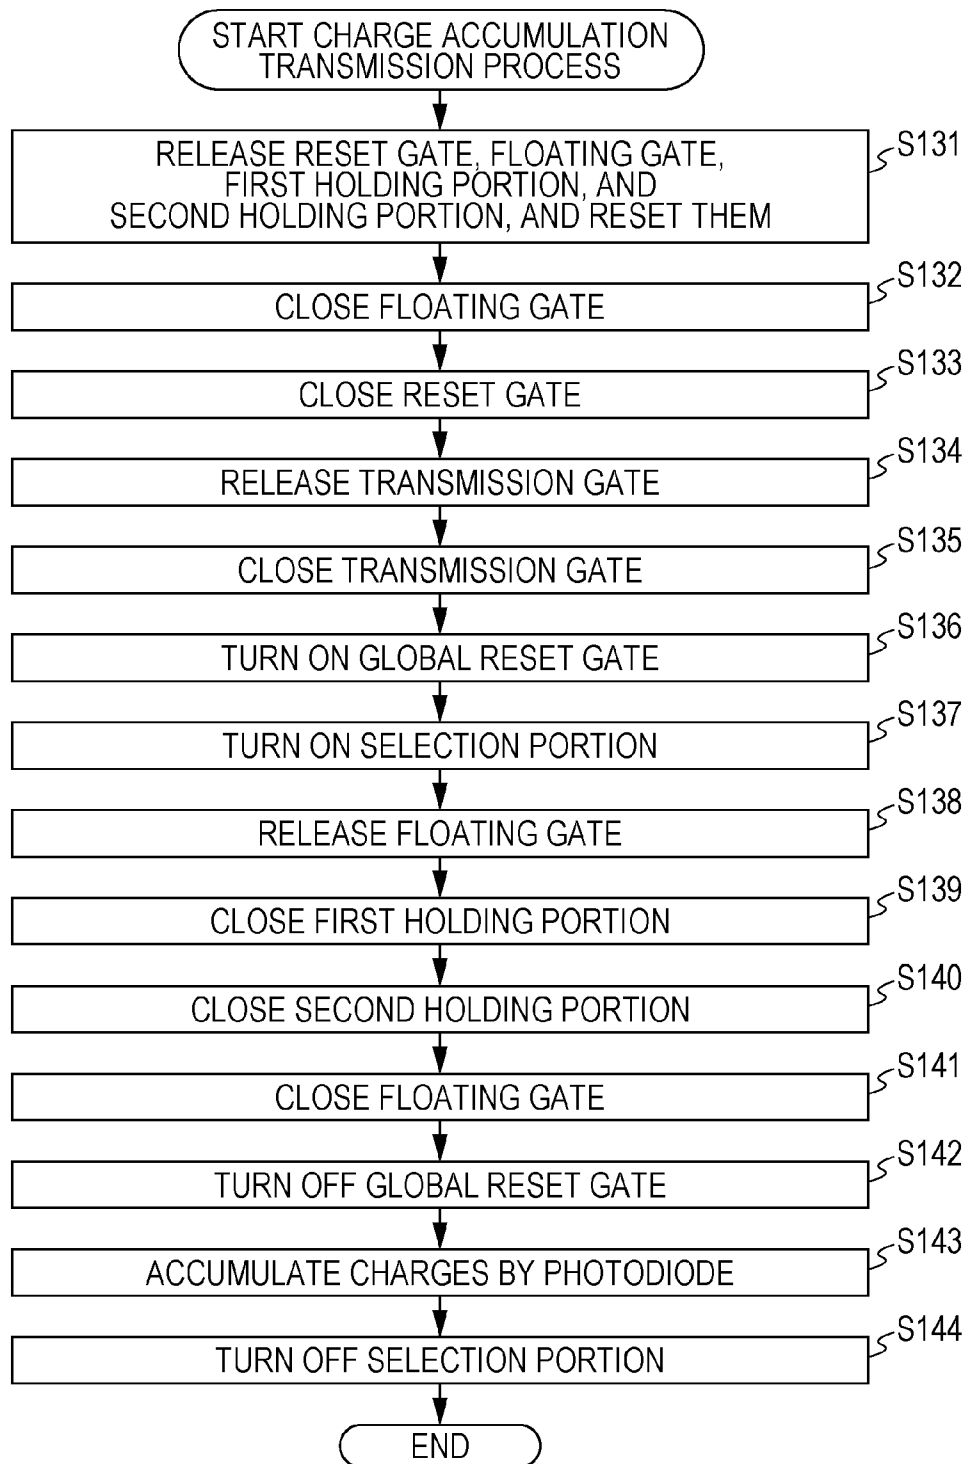 START CHARGE ACCUMULATION
TRANSMISSION PROCESS
S131
RELEASE RESET GATE, FLOATING GATE,
FIRST HOLDING PORTION, AND
SECOND HOLDING PORTION, AND RESET THEM
S132
CLOSE FLOATING GATE
S133
CLOSE RESET GATE
S134
RELEASE TRANSMISSION GATE
S135
CLOSE TRANSMISSION GATE
S136
TURN ON GLOBAL RESET GATE
S137
TURN ON SELECTION PORTION
S138
RELEASE FLOATING GATE
S139
CLOSE FIRST HOLDING PORTION
S140
CLOSE SECOND HOLDING PORTION
S141
CLOSE FLOATING GATE
S142
TURN OFF GLOBAL RESET GATE
S143
ACCUMULATE CHARGES BY PHOTODIODE
S144
TURN OFF SELECTION PORTION
END